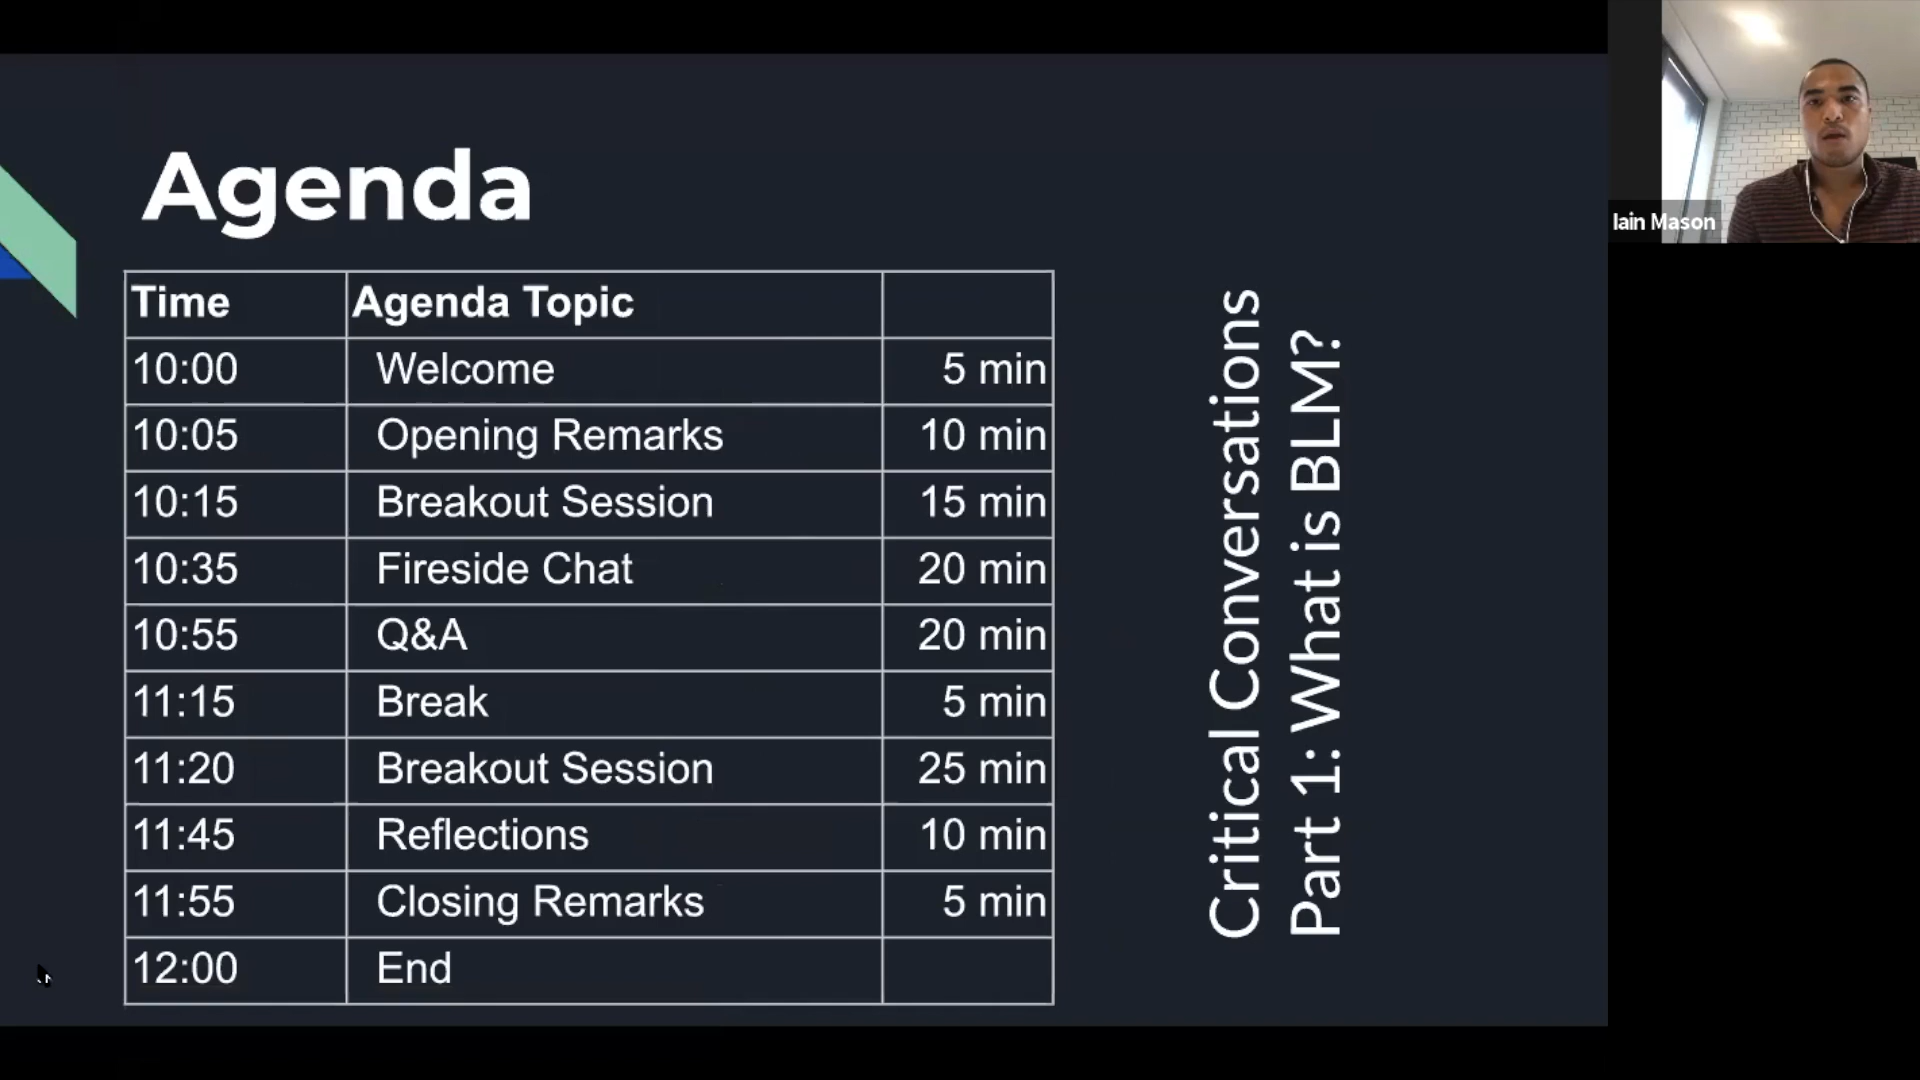 Agenda
Time Agenda Topic
10:00 Welcome 5 min
10:05 Opening Remarks 10 min
10:15 Breakout Session 15 min
10:35 Fireside Chat 20 min
10:55 Q&A 20 min
11:15 Break 5 min
11:20 Breakout Session 25 min
11:45 Reflections 10 min
11:55 Closing Remarks 5 min
12:00 End
Critical Conversations
Part 1: What is BLM?
Iain Mason